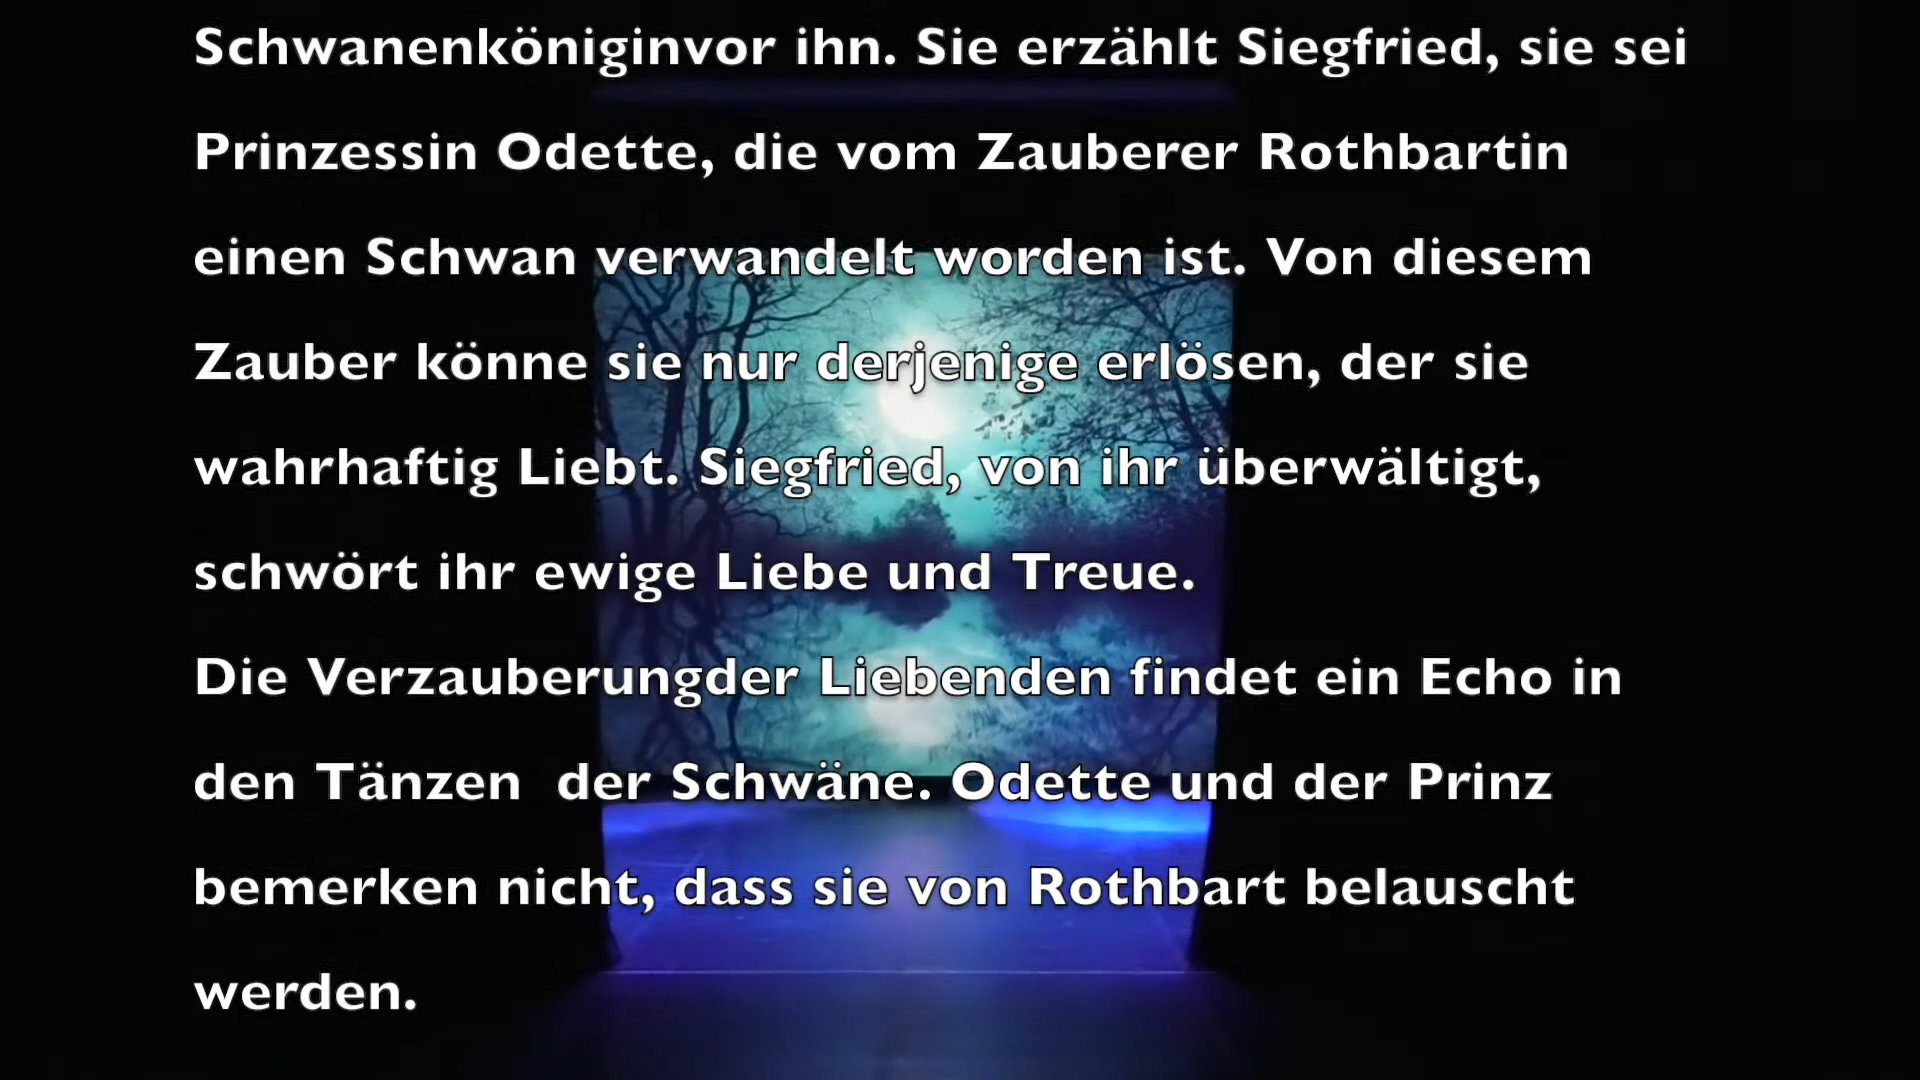 Schwanenköniginvor ihn. Sie erzählt Siegfried, sie sei
Prinzessin Odette, die vom Zauberer Rothbartin
einen Schwan verwandelt worden ist. Von diesem
Zauber könne sie nur derjenige erlösen, der sie
wahrhaftig Liebt. Siegfried, von ihr überwältigt,
schwört ihr ewige Liebe und Treue.
Die Verzauberungder Liebenden findet ein Echo in
den Tänzen  der Schwäne. Odette und der Prinz
bemerken nicht, dass sie von Rothbart belauscht
werden.